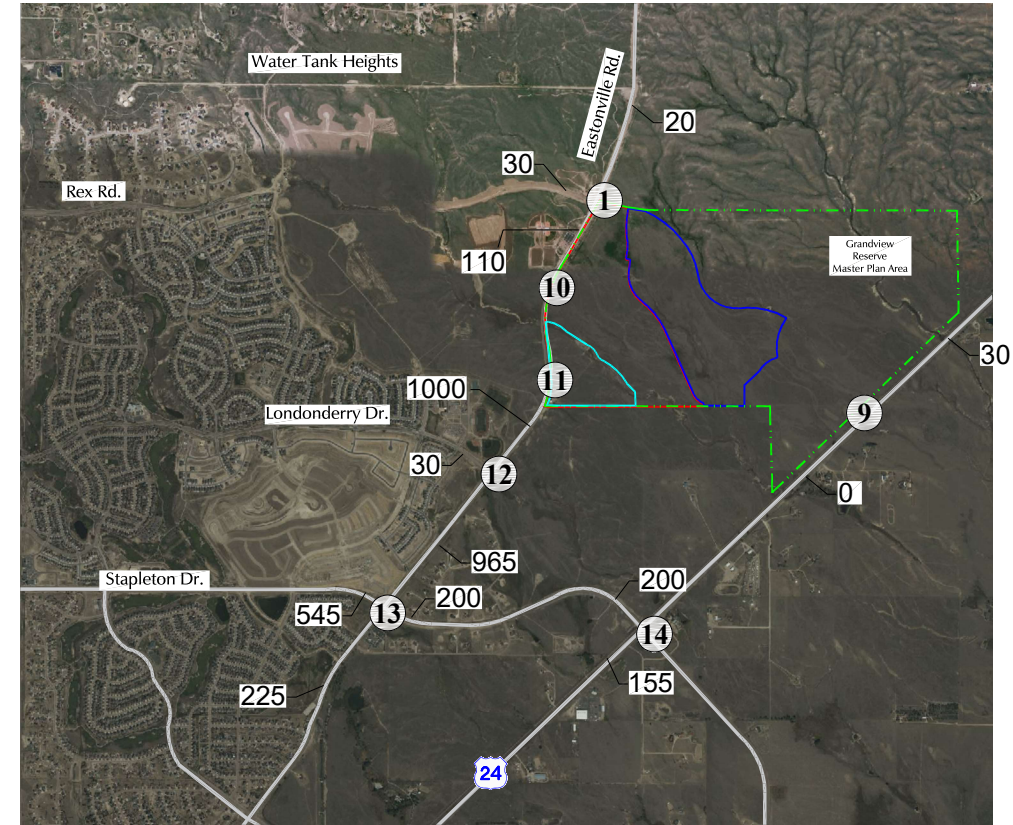 Water Tank Heights
Eastonville Rd.
20
30
Rex Rd.
1
Grandview
Reserve
Master Plan Area
110
10
30
11
1000
Londonderry Dr.
9
30
12
0
965
Stapleton Dr.
200
545
13
200
14
225
155
24